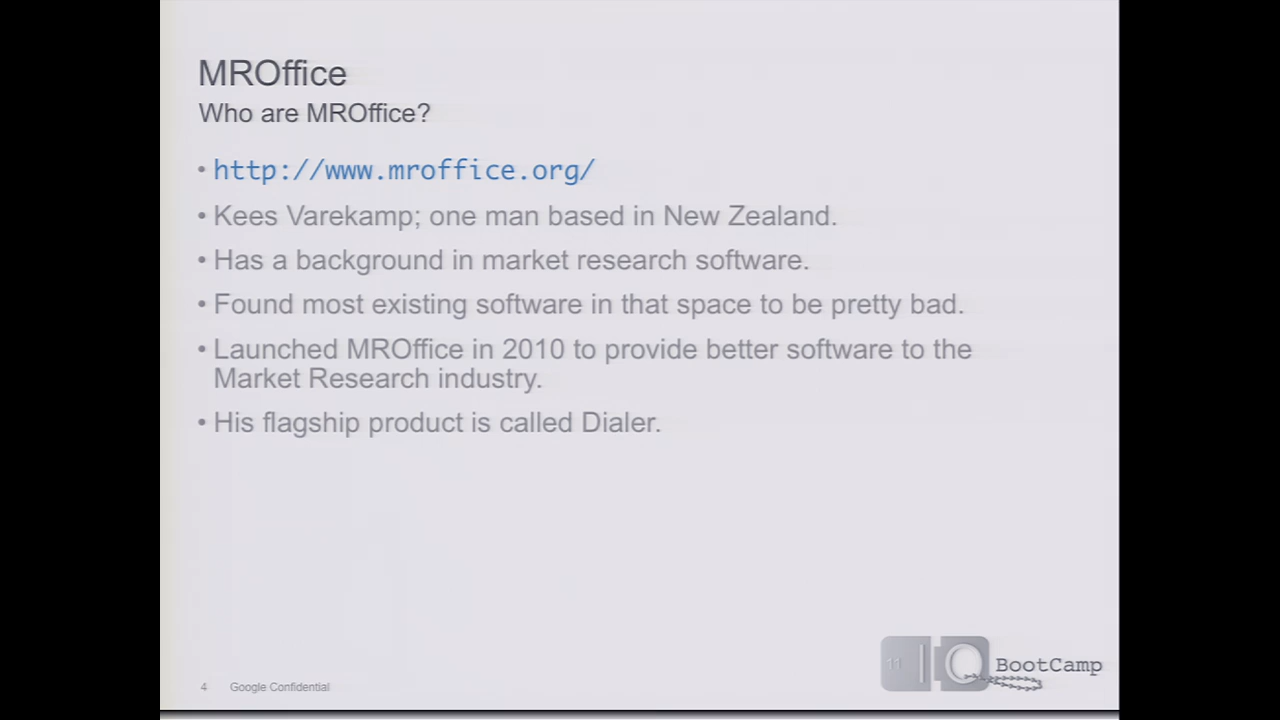 MROffice
Who are MROffice?
• http://www.mroffice.org/
• Kees Varekamp; one man based in New Zealand.
• Has a background in market research software.
• Found most existing software in that space to be pretty bad.
• Launched MROffice in 2010 to provide better software to the
Market Research industry.
• His flagship product is called Dialer.
11 IO BootCamp
4 Google Confidential